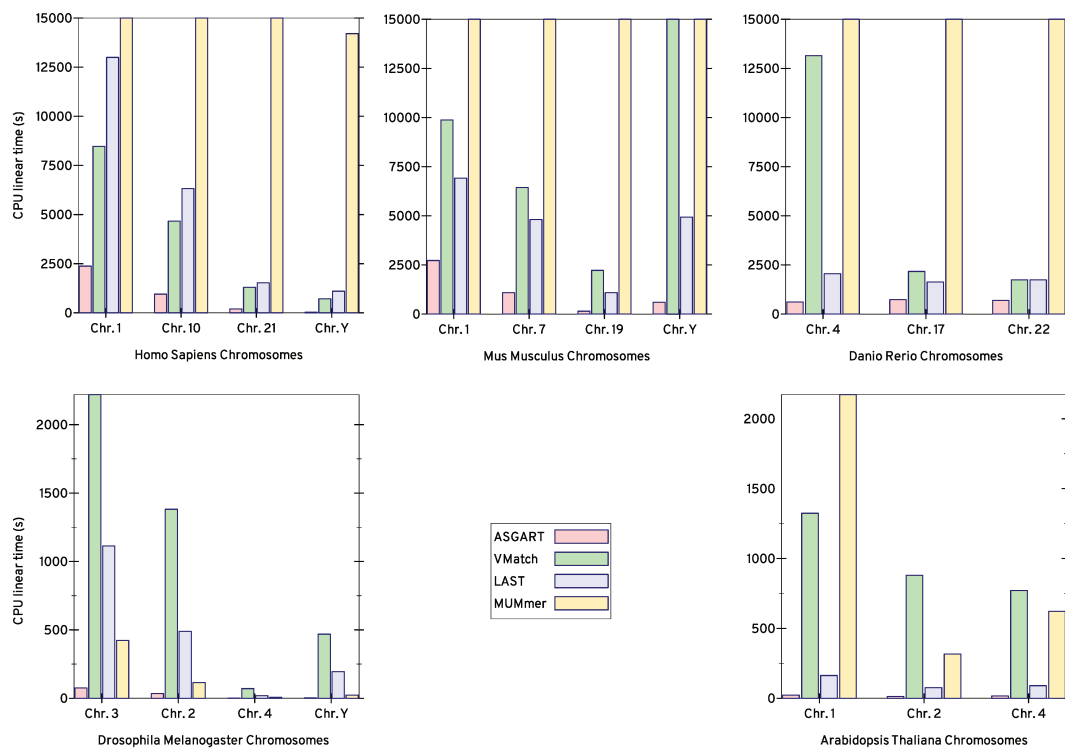 15000
12500
10000
7500
5000
2500
0
CPU linear time (s)
Chr. 1
Chr. 10
Chr. 21
Chr. Y
Homo Sapiens Chromosomes
15000
12500
10000
7500
5000
2500
0
Chr. 1
Chr. 7
Chr. 19
Chr. Y
Mus Musculus Chromosomes
15000
12500
10000
7500
5000
2500
0
Chr. 4
Chr. 17
Chr. 22
Danio Rerio Chromosomes
2000
1500
1000
500
0
CPU linear time (s)
Chr. 3
Chr. 2
Chr. 4
Chr. Y
Drosophila Melanogaster Chromosomes
ASGART
VMatch
LAST
MUMmer
2000
1500
1000
500
0
Chr. 1
Chr. 2
Chr. 4
Arabidopsis Thaliana Chromosomes